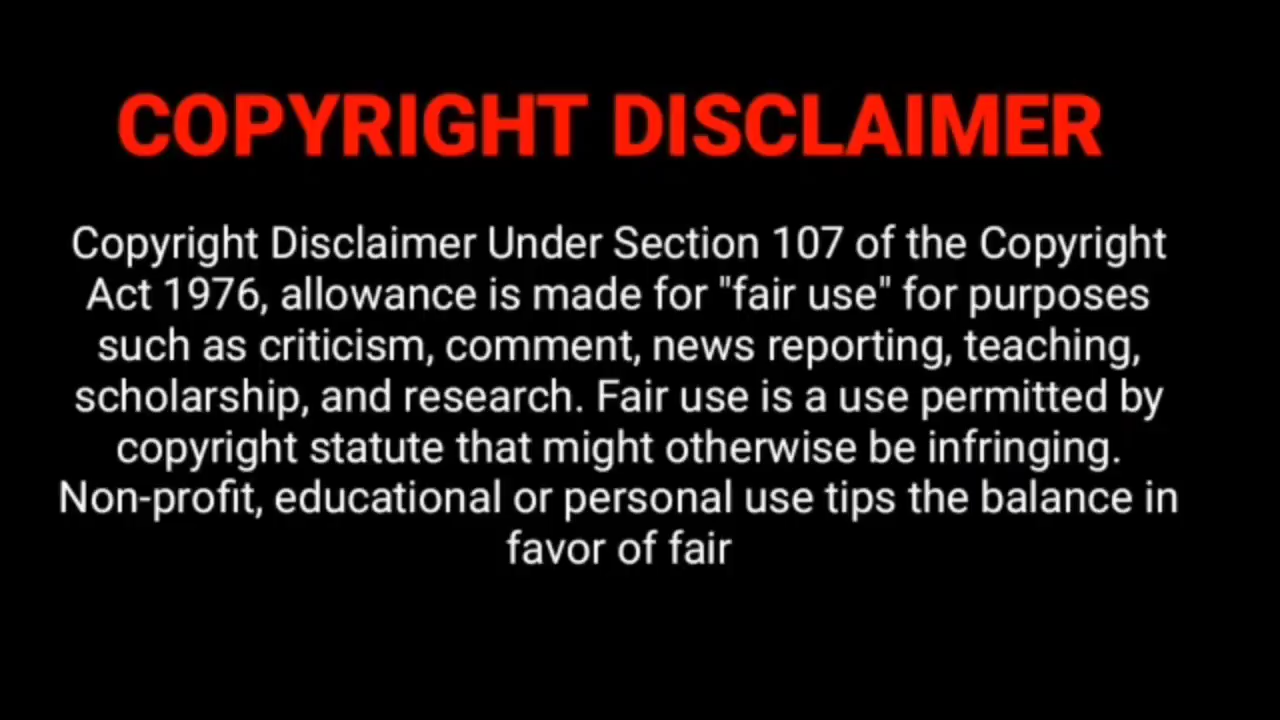 COPYRIGHT DISCLAIMER
Copyright Disclaimer Under Section 107 of the Copyright
Act 1976, allowance is made for "fair use" for purposes
such as criticism, comment, news reporting, teaching,
scholarship, and research. Fair use is a use permitted by
copyright statute that might otherwise be infringing.
Non-profit, educational or personal use tips the balance in
favor of fair